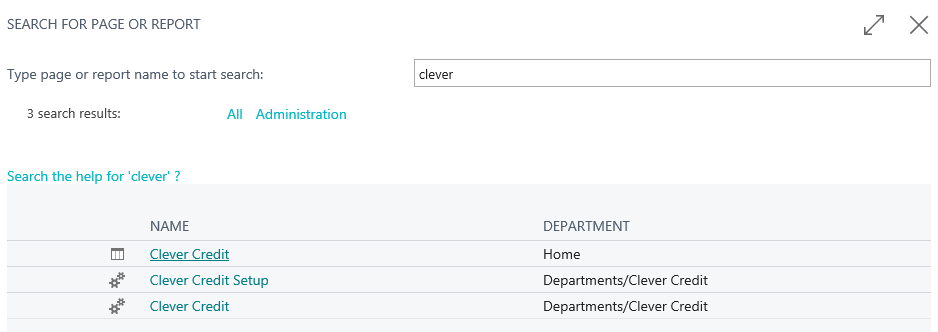 SEARCH FOR PAGE OR REPORT
Type page or report name to start search: clever
3 search results: All Administration
Search the help for 'clever' ?
NAME DEPARTMENT
Clever Credit Home
Clever Credit Setup Departments/Clever Credit
Clever Credit Departments/Clever Credit